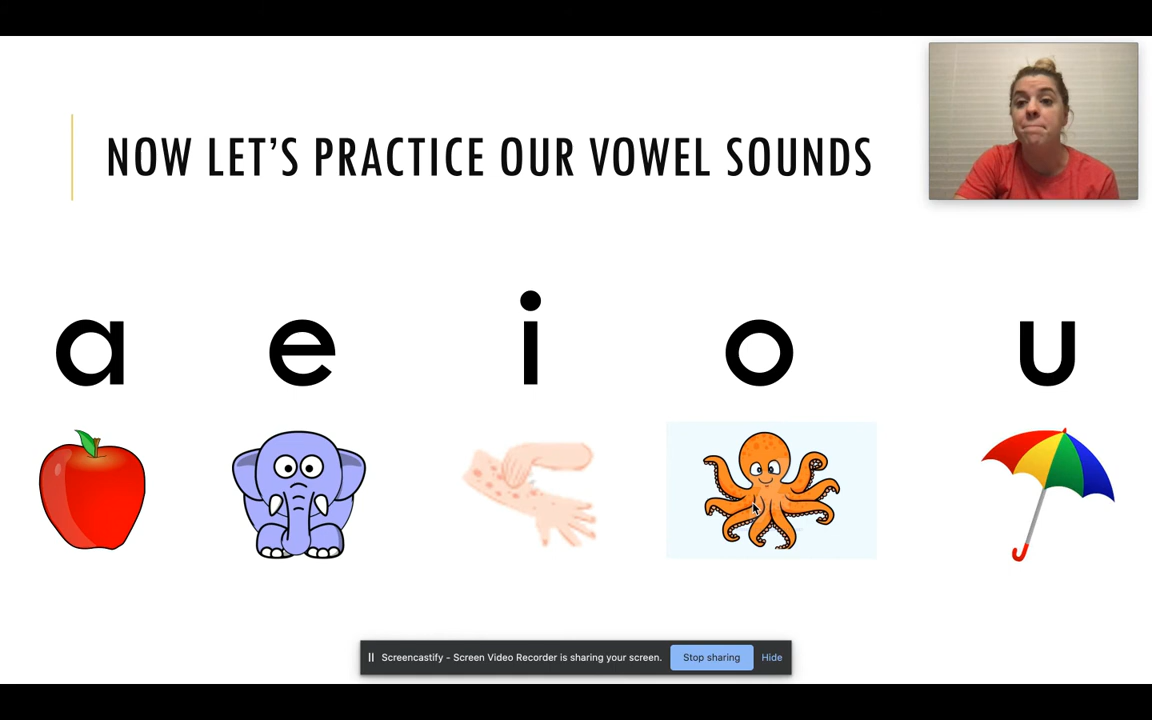 NOW LET'S PRACTICE OUR VOWEL SOUNDS
a e i o u
Screencastify - Screen Video Recorder is sharing your screen. Stop sharing Hide